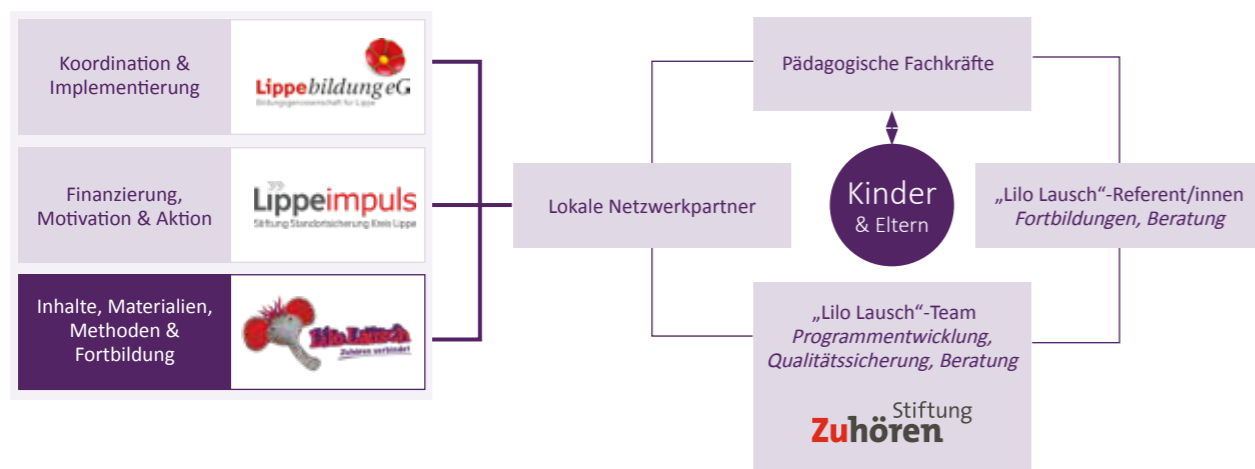 Koordination &
Implementierung
Lippebildung eG
Bildungsgenossenschaft für Lippe
Finanzierung,
Motivation & Aktion
Lippeimpuls
Stiftung Standortsicherung Kreis Lippe
Inhalte, Materialien,
Methoden &
Fortbildung
Lilo Lausch
Zuhören verbindet
Lokale Netzwerkpartner
Pädagogische Fachkräfte
Kinder
& Eltern
„Lilo Lausch“-Referent/innen
Fortbildungen, Beratung
„Lilo Lausch“-Team
Programmentwicklung,
Qualitätssicherung, Beratung
Stiftung
Zuhören